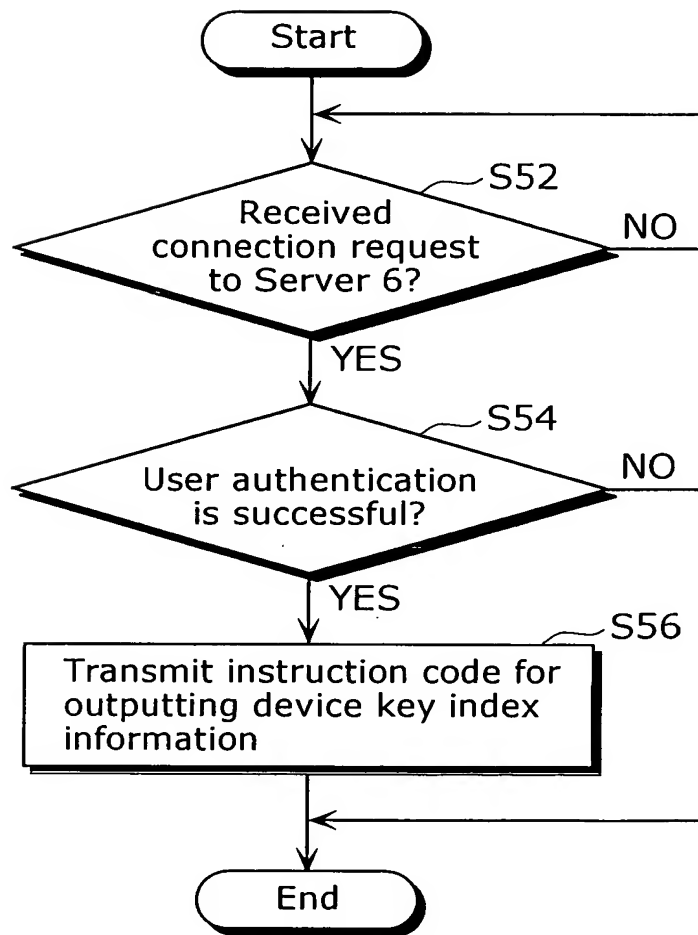 Start
S52
Received
connection request
to Server 6?
NO
YES
S54
User authentication
is successful?
NO
YES
S56
Transmit instruction code for
outputting device key index
information
End